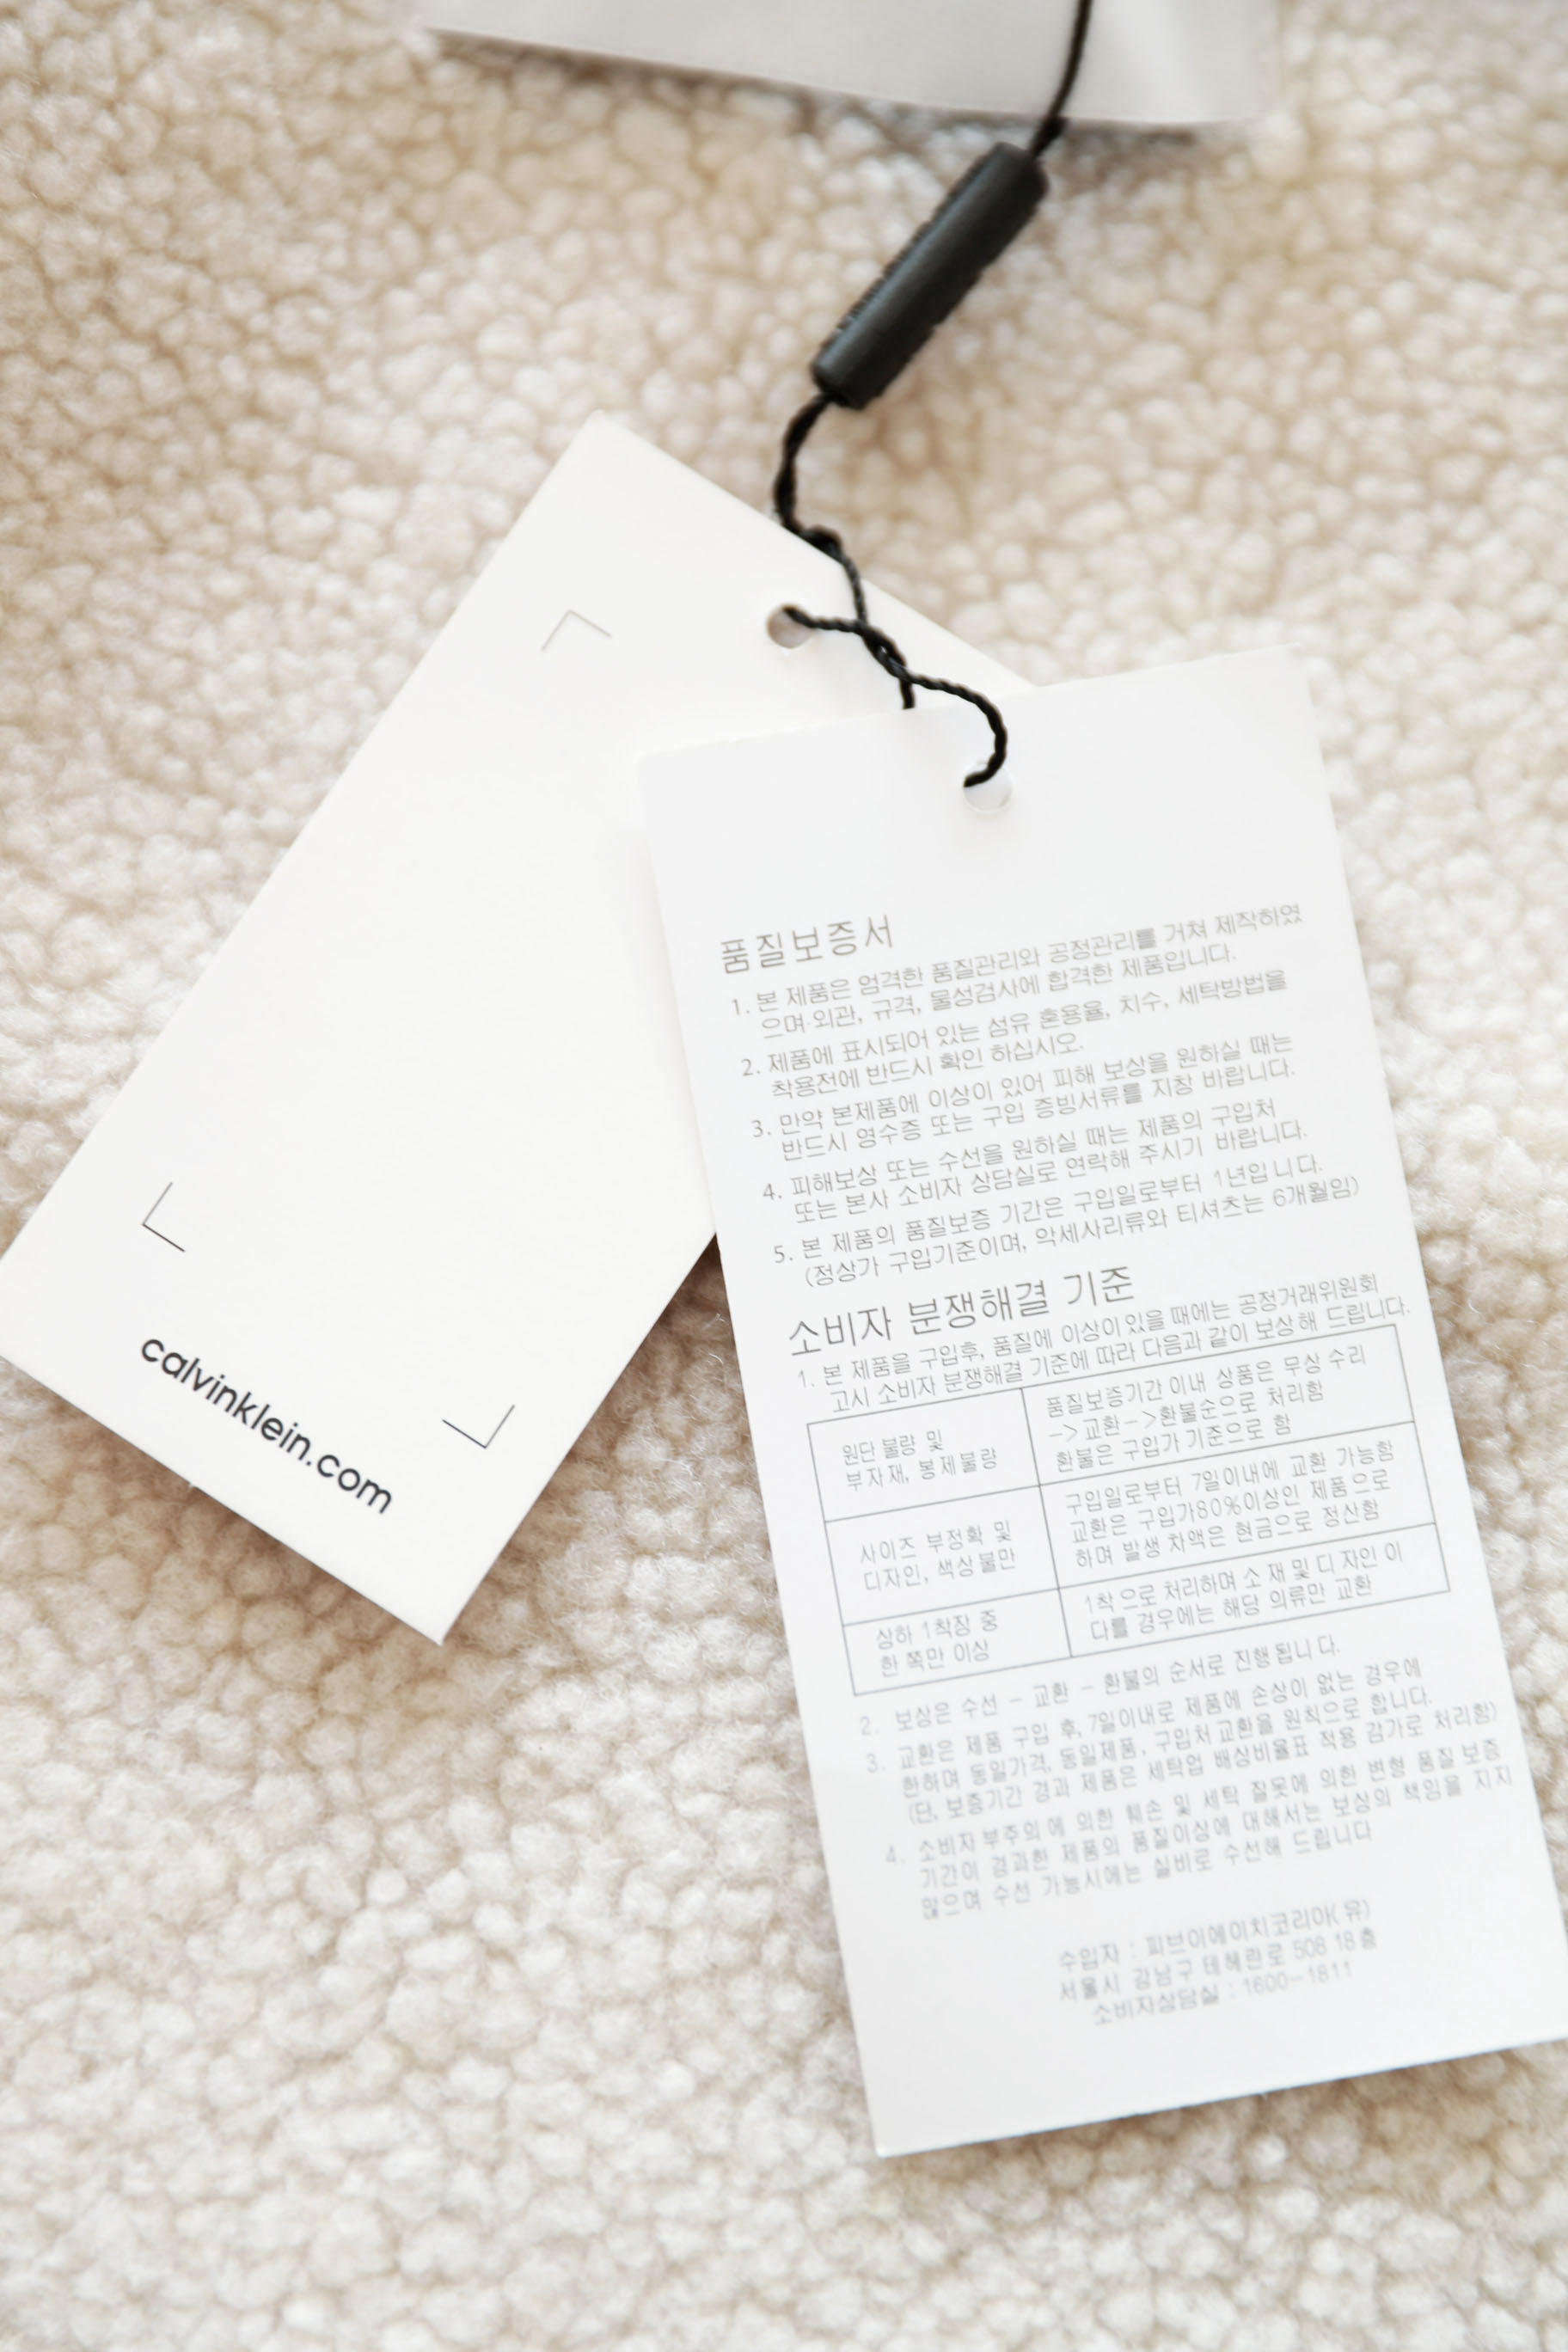 calvinklein.com
품질보증서
1. 본 제품은 엄격한 품질관리와 공정관리를 거쳐 제작하였
으며 외관, 규격, 물성검사에 합격한 제품입니다.
2. 제품에 표시되어 있는 섬유 혼용율, 치수, 세탁방법을
착용전에 반드시 확인 하십시오.
3. 만약 본제품에 이상이 있어 피해 보상을 원하실 때는
반드시 영수증 또는 구입 증빙서류를 지참 바랍니다.
4. 피해보상 또는 수선을 원하실 때는 제품의 구입처
또는 본사 소비자 상담실로 연락해 주시기 바랍니다.
5. 본 제품의 품질보증 기간은 구입일로부터 1년입니다.
(정상가 구입기준이며, 악세사리류와 티셔츠는 6개월임)
소비자 분쟁해결 기준
1. 본 제품을 구입후, 품질에 이상이 있을 때에는 공정거래위원회
고시 소비자 분쟁해결 기준에 따라 다음과 같이 보상해 드립니다.
원단 불량 및
부자재, 봉제불량
품질보증기간 이내 상품은 무상 수리
->교환->환불순으로 처리함
환불은 구입가 기준으로 함
사이즈 부정확 및
디자인, 색상불만
구입일로부터 7일이내에 교환 가능함
교환은 구입가80%이상인 제품으로
하며 발생 차액은 현금으로 정산함
상하 1착장 중
한 쪽만 이상
1착으로 처리하며 소재 및 디자인 이
다를 경우에는 해당 의류만 교환
2. 보상은 수선 - 교환 - 환불의 순서로 진행됩니다.
3. 교환은 제품 구입 후, 7일이내로 제품에 손상이 없는 경우에
한하며 동일가격, 동일제품, 구입처 교환을 원칙으로 합니다.
(단, 보증기간 경과 제품은 세탁업 배상비율표 적용 감가로 처리함)
4. 소비자 부주의에 의한 훼손 및 세탁 잘못에 의한 변형 품질 보증
기간이 경과한 제품의 품질이상에 대해서는 보상의 책임을 지지
않으며 수선 가능시에는 실비로 수선해 드립니다
수입자 : 피브이에이치코리아(유)
서울시 강남구 테헤란로 508 18층
소비자상담실 : 1600-1811